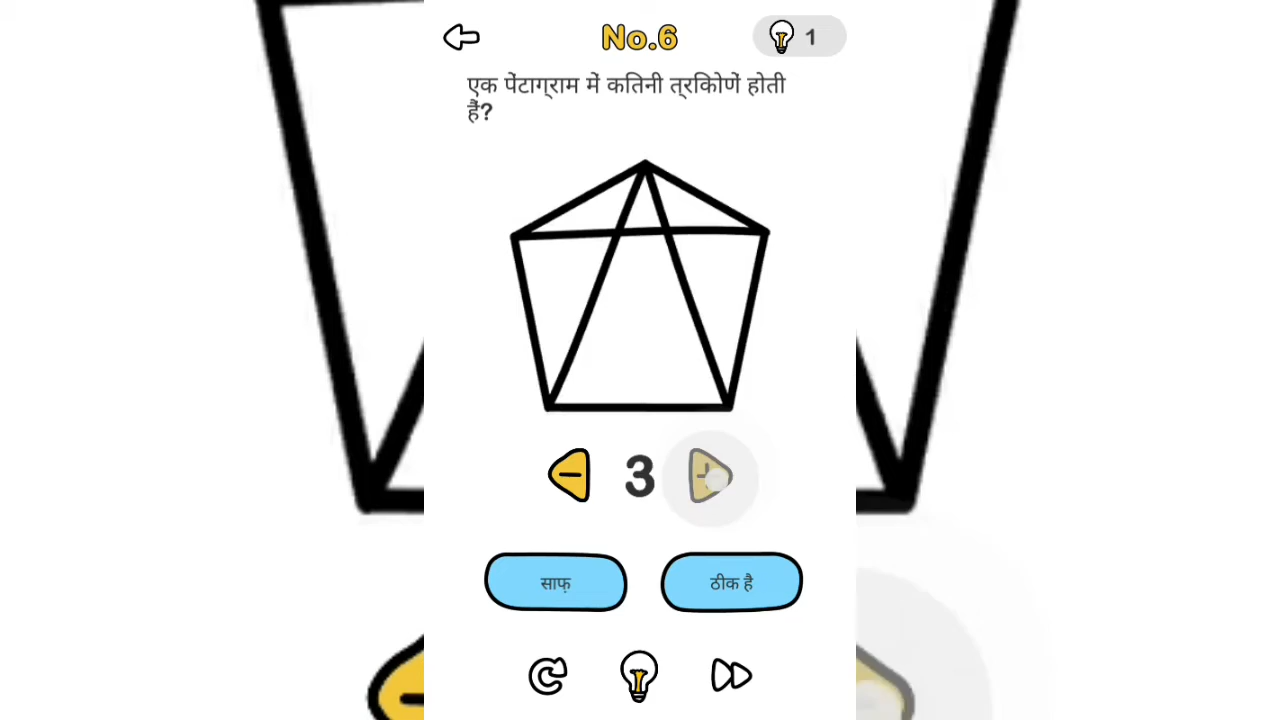 No.6
1
एक पेंटाग्राम में कतिनी त्रकिोणें होती
हैं?
3
साफ़
ठीक है